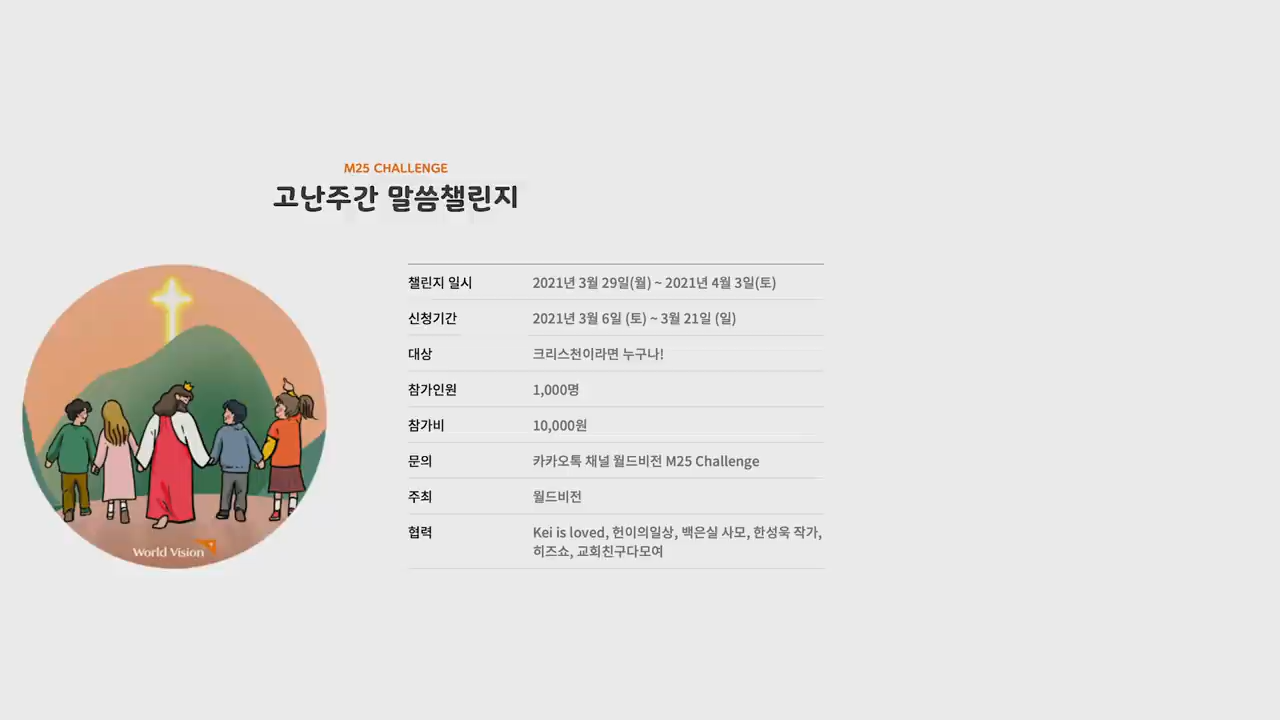 M25 CHALLENGE
고난주간 말씀챌린지
챌린지 일시 2021년 3월 29일(월) ~ 2021년 4월 3일(토)
신청기간 2021년 3월 6일 (토) ~ 3월 21일 (일)
대상 크리스천이라면 누구나!
참가인원 1,000명
참가비 10,000원
문의 카카오톡 채널 월드비전 M25 Challenge
주최 월드비전
협력 Kei is loved, 헌이의일상, 백은실 사모, 한성욱 작가,
히즈쇼, 교회친구다모여
World Vision